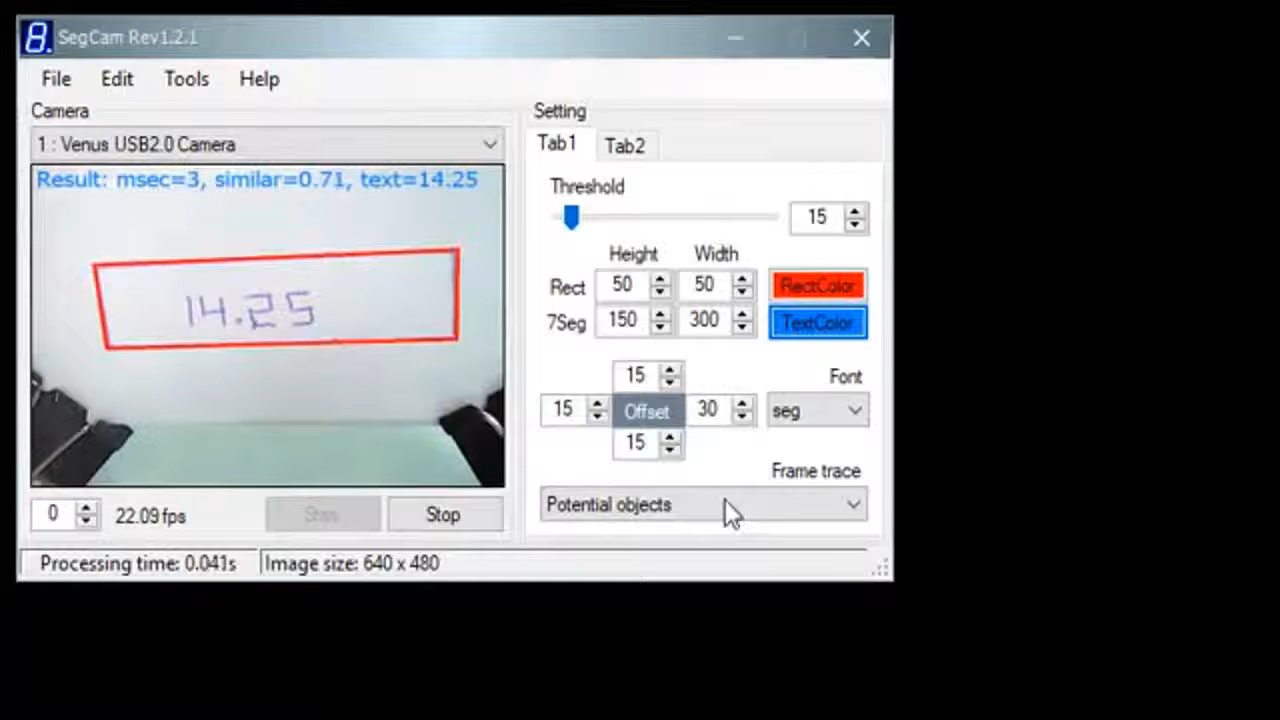 SegCam Rev1.2.1
File Edit Tools Help
Camera
1 : Venus USB2.0 Camera
Result: msec=3, similar=0.71, text=14.25
14.25
0 22.09 fps Start Stop
Setting
Tab1 Tab2
Threshold
15
Height Width
Rect 50 50 RectColor
7Seg 150 300 TextColor
15 Font
15 Offset 30 seg
15
Frame trace
Potential objects
Processing time: 0.041s Image size: 640 x 480